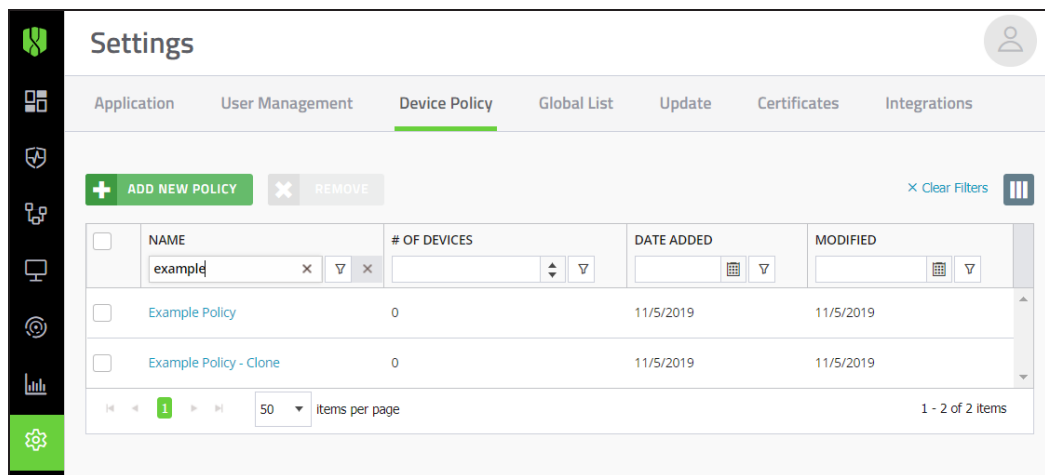 Settings
Application User Management Device Policy Global List Update Certificates Integrations
ADD NEW POLICY REMOVE × Clear Filters
NAME # OF DEVICES DATE ADDED MODIFIED
example
Example Policy 0 11/5/2019 11/5/2019
Example Policy - Clone 0 11/5/2019 11/5/2019
1 50 items per page 1 - 2 of 2 items